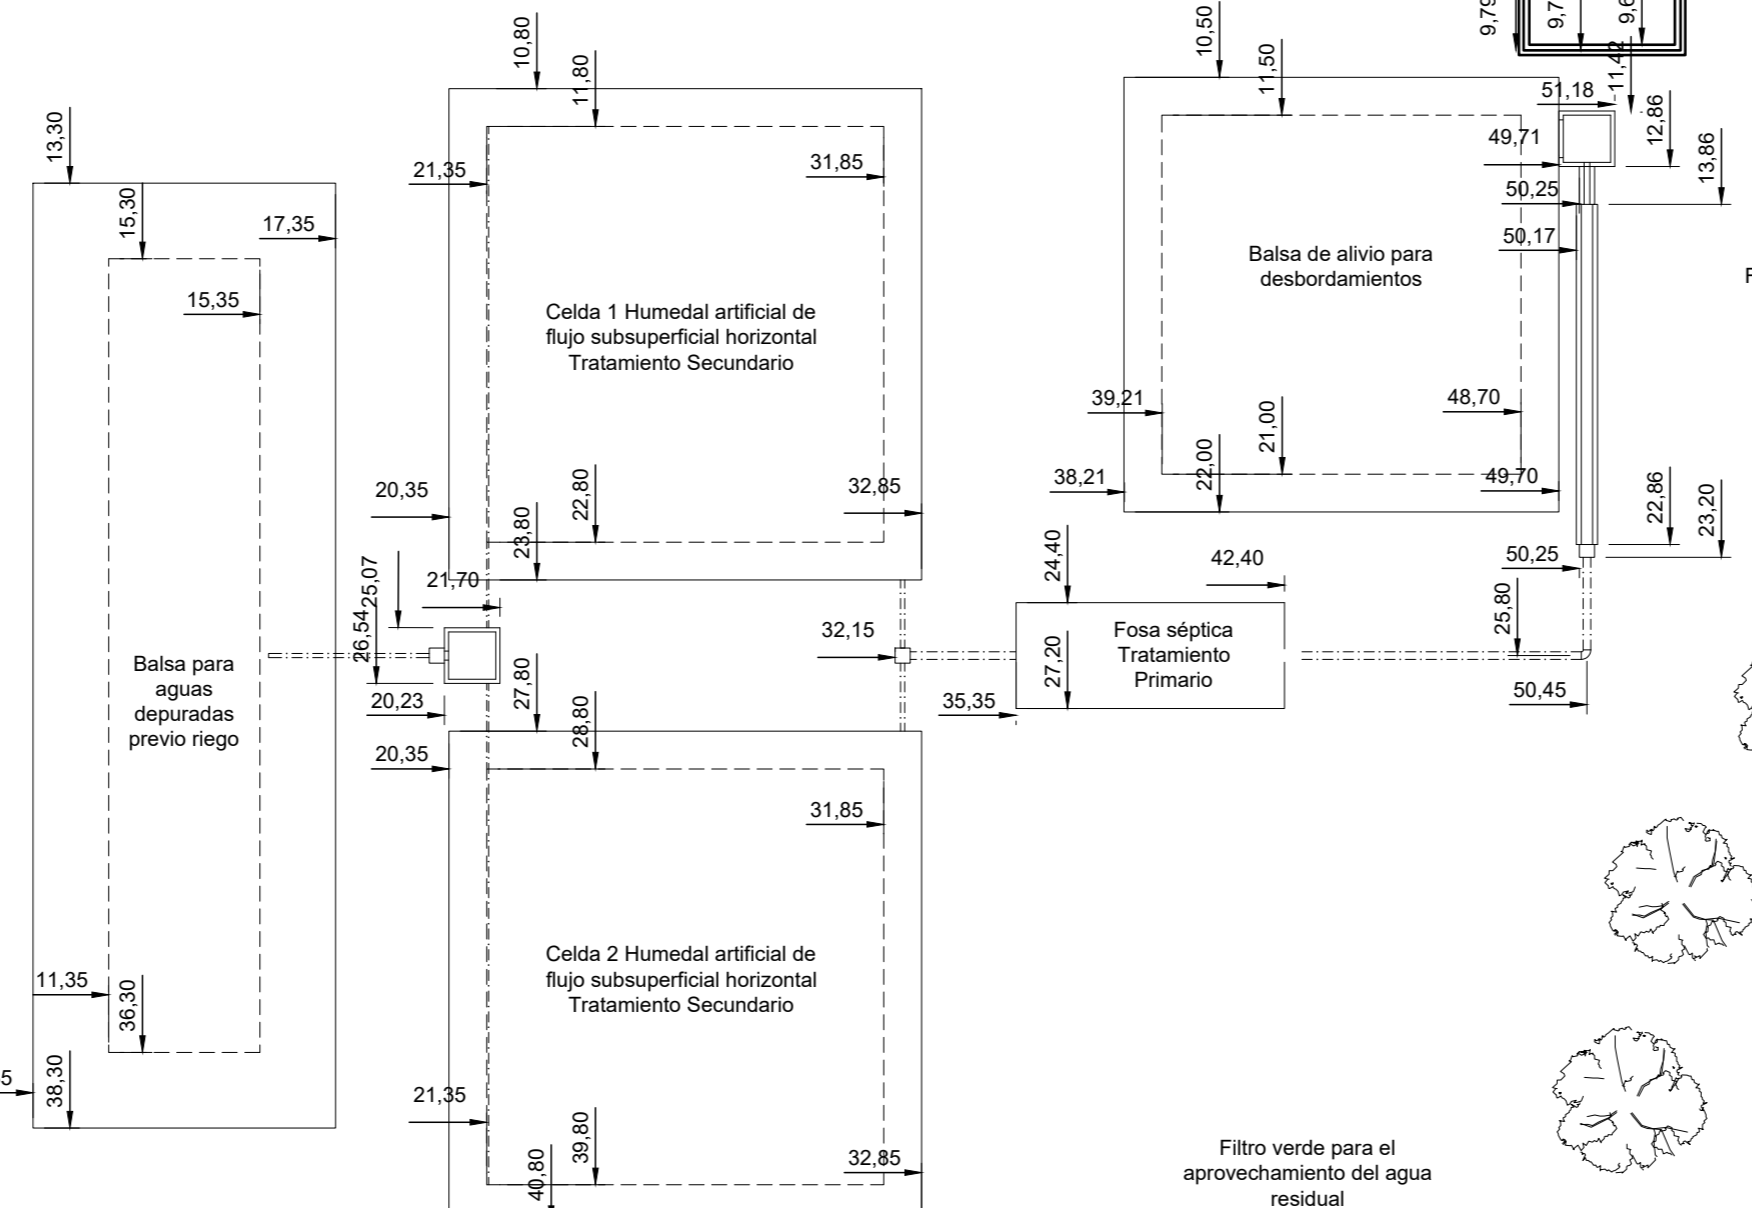 10,80
11,80
10,50
11,50
9,79
11,42
51,18
12,86
13,86
13,30
15,30
17,35
15,35
21,35
31,85
49,71
50,25
50,17
Balsa de alivio para
desbordamientos
Celda 1 Humedal artificial de
flujo subsuperficial horizontal
Tratamiento Secundario
39,21
48,70
21,00
22,00
38,21
49,70
20,35
22,80
23,80
32,85
22,86
23,20
24,40
42,40
50,25
25,80
25,07
26,54
21,70
32,15
27,20
Fosa séptica
Tratamiento
Primario
Balsa para
aguas
depuradas
previo riego
20,23
27,80
28,80
35,35
50,45
20,35
31,85
Celda 2 Humedal artificial de
flujo subsuperficial horizontal
Tratamiento Secundario
11,35
36,30
38,30
21,35
39,80
40,80
32,85
Filtro verde para el
aprovechamiento del agua
residual